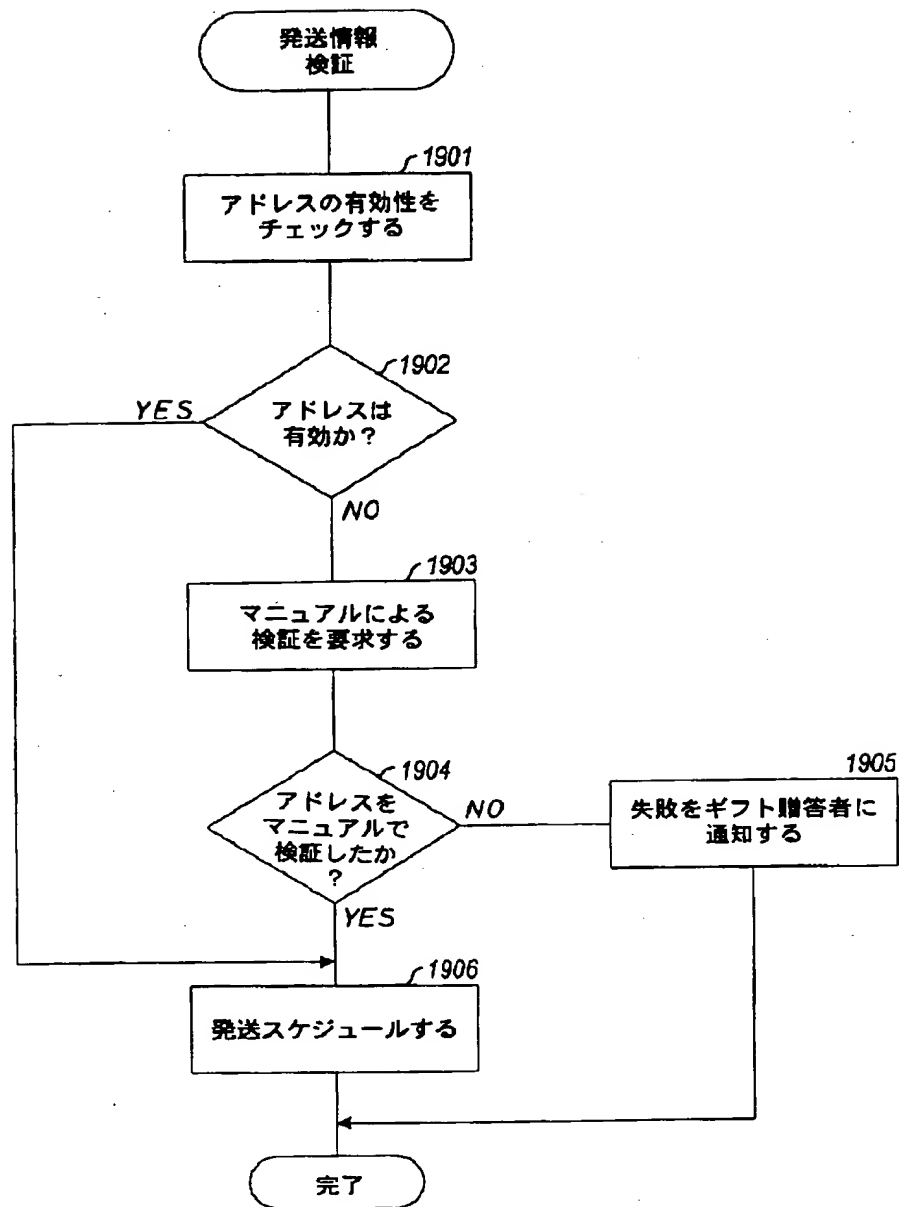 発送情報
検証
1901
アドレスの有効性を
チェックする
1902
アドレスは
有効か？
YES
NO
1903
マニュアルによる
検証を要求する
1904
アドレスを
マニュアルで
検証したか
？
NO
YES
1905
失敗をギフト贈答者に
通知する
1906
発送スケジュールする
完了